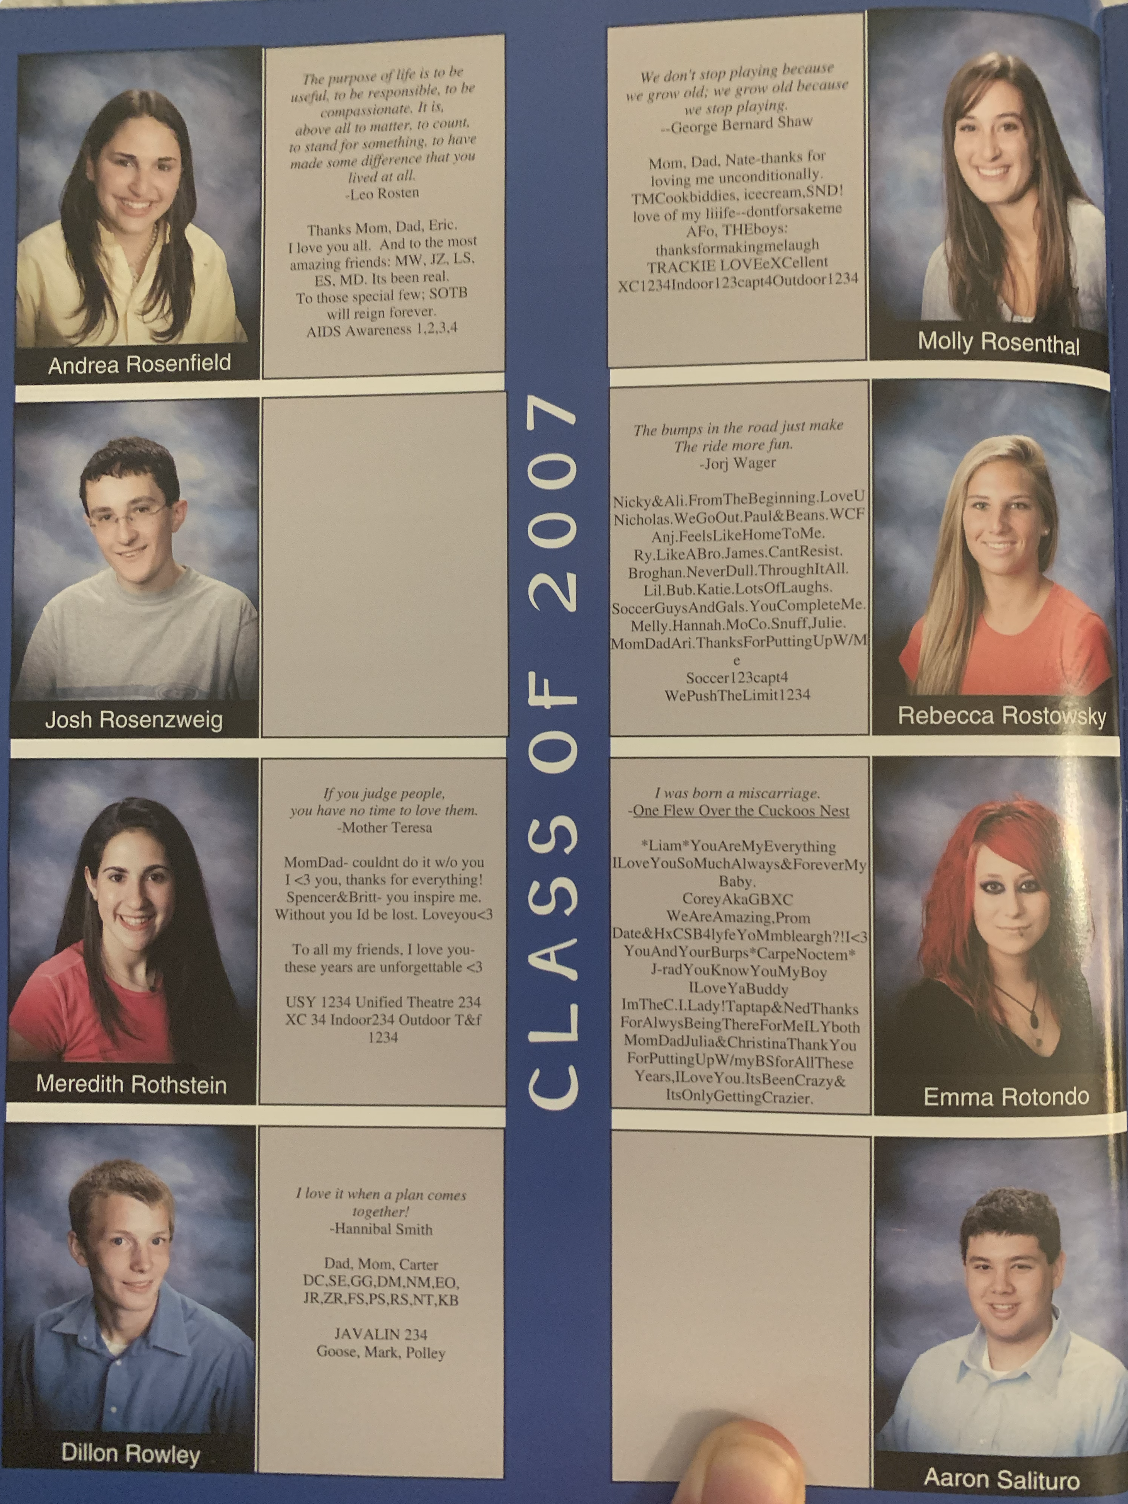 The purpose of life is to be
useful, to be responsible, to be
compassionate. It is,
above all to matter, to count,
to stand for something, to have
made some difference that you
lived at all.
-Leo Rosten
Thanks Mom, Dad, Eric.
I love you all. And to the most
amazing friends: MW, JZ, LS,
ES, MD. Its been real.
To those special few; SOTB
will reign forever.
AIDS Awareness 1,2,3,4
Andrea Rosenfield
Josh Rosenzweig
If you judge people,
you have no time to love them.
-Mother Teresa
MomDad- couldnt do it w/o you
I <3 you, thanks for everything!
Spencer&Britt- you inspire me.
Without you Id be lost. Loveyou<3
To all my friends, I love you-
these years are unforgettable <3
USY 1234 Unified Theatre 234
XC 34 Indoor234 Outdoor T&f
1234
Meredith Rothstein
I love it when a plan comes
together!
-Hannibal Smith
Dad, Mom, Carter
DC,SE,GG,DM,NM,EO,
JR,ZR,FS,PS,RS,NT,KB
JAVALIN 234
Goose, Mark, Polley
Dillon Rowley
CLASS OF 2007
We don't stop playing because
we grow old; we grow old because
we stop playing.
--George Bernard Shaw
Mom, Dad, Nate-thanks for
loving me unconditionally.
TMCookbiddies, icecream,SND!
love of my liiife--dontforsakeme
AFo, THEboys:
thanksformakingmelaugh
TRACKIE LOVEeXCellent
XC1234Indoor123capt4Outdoor1234
Molly Rosenthal
The bumps in the road just make
The ride more fun.
-Jorj Wager
Nicky&Ali.FromTheBeginning.LoveU
Nicholas.WeGoOut.Paul&Beans.WCF
Anj.FeelsLikeHomeToMe.
Ry.LikeABro.James.CantResist.
Broghan.NeverDull.ThroughItAll.
Lil.Bub.Katie.LotsOfLaughs.
SoccerGuysAndGals.YouCompleteMe.
Melly.Hannah.MoCo.Snuff,Julie.
MomDadAri.ThanksForPuttingUpW/M
e
Soccer123capt4
WePushTheLimit1234
Rebecca Rostowsky
I was born a miscarriage.
-One Flew Over the Cuckoos Nest
*Liam*YouAreMyEverything
ILoveYouSoMuchAlways&ForeverMy
Baby.
CoreyAkaGBXC
WeAreAmazing,Prom
Date&HxCSB4lyfeYoMmbleargh?!I<3
YouAndYourBurps*CarpeNoctem*
J-radYouKnowYouMyBoy
ILoveYaBuddy
ImTheC.I.Lady!Taptap&NedThanks
ForAlwysBeingThereForMeILYboth
MomDadJulia&ChristinaThankYou
ForPuttingUpW/myBSforAllThese
Years,ILoveYou.ItsBeenCrazy&
ItsOnlyGettingCrazier.
Emma Rotondo
Aaron Salituro